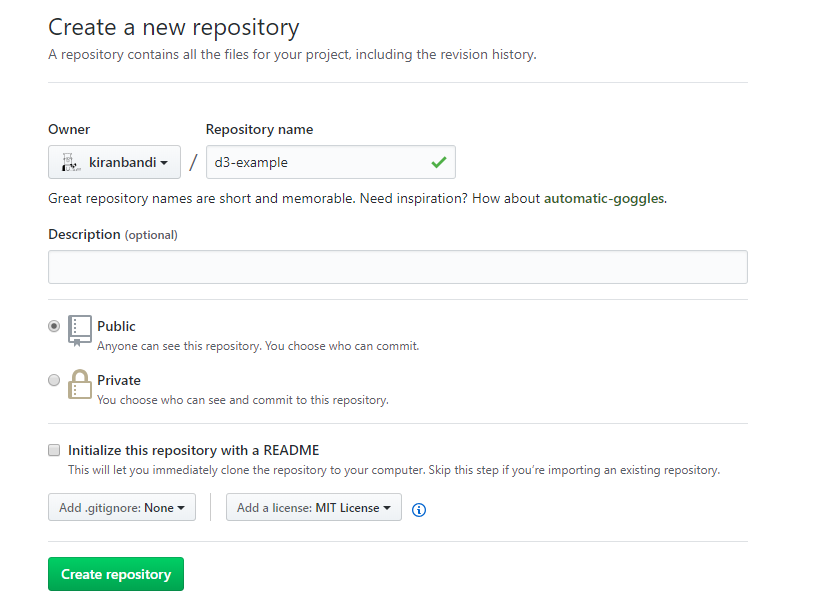 Create a new repository
A repository contains all the files for your project, including the revision history.
Owner Repository name
kiranbandi / d3-example
Great repository names are short and memorable. Need inspiration? How about automatic-goggles.
Description (optional)
Public
Anyone can see this repository. You choose who can commit.
Private
You choose who can see and commit to this repository.
Initialize this repository with a README
This will let you immediately clone the repository to your computer. Skip this step if you’re importing an existing repository.
Add .gitignore: None Add a license: MIT License
Create repository